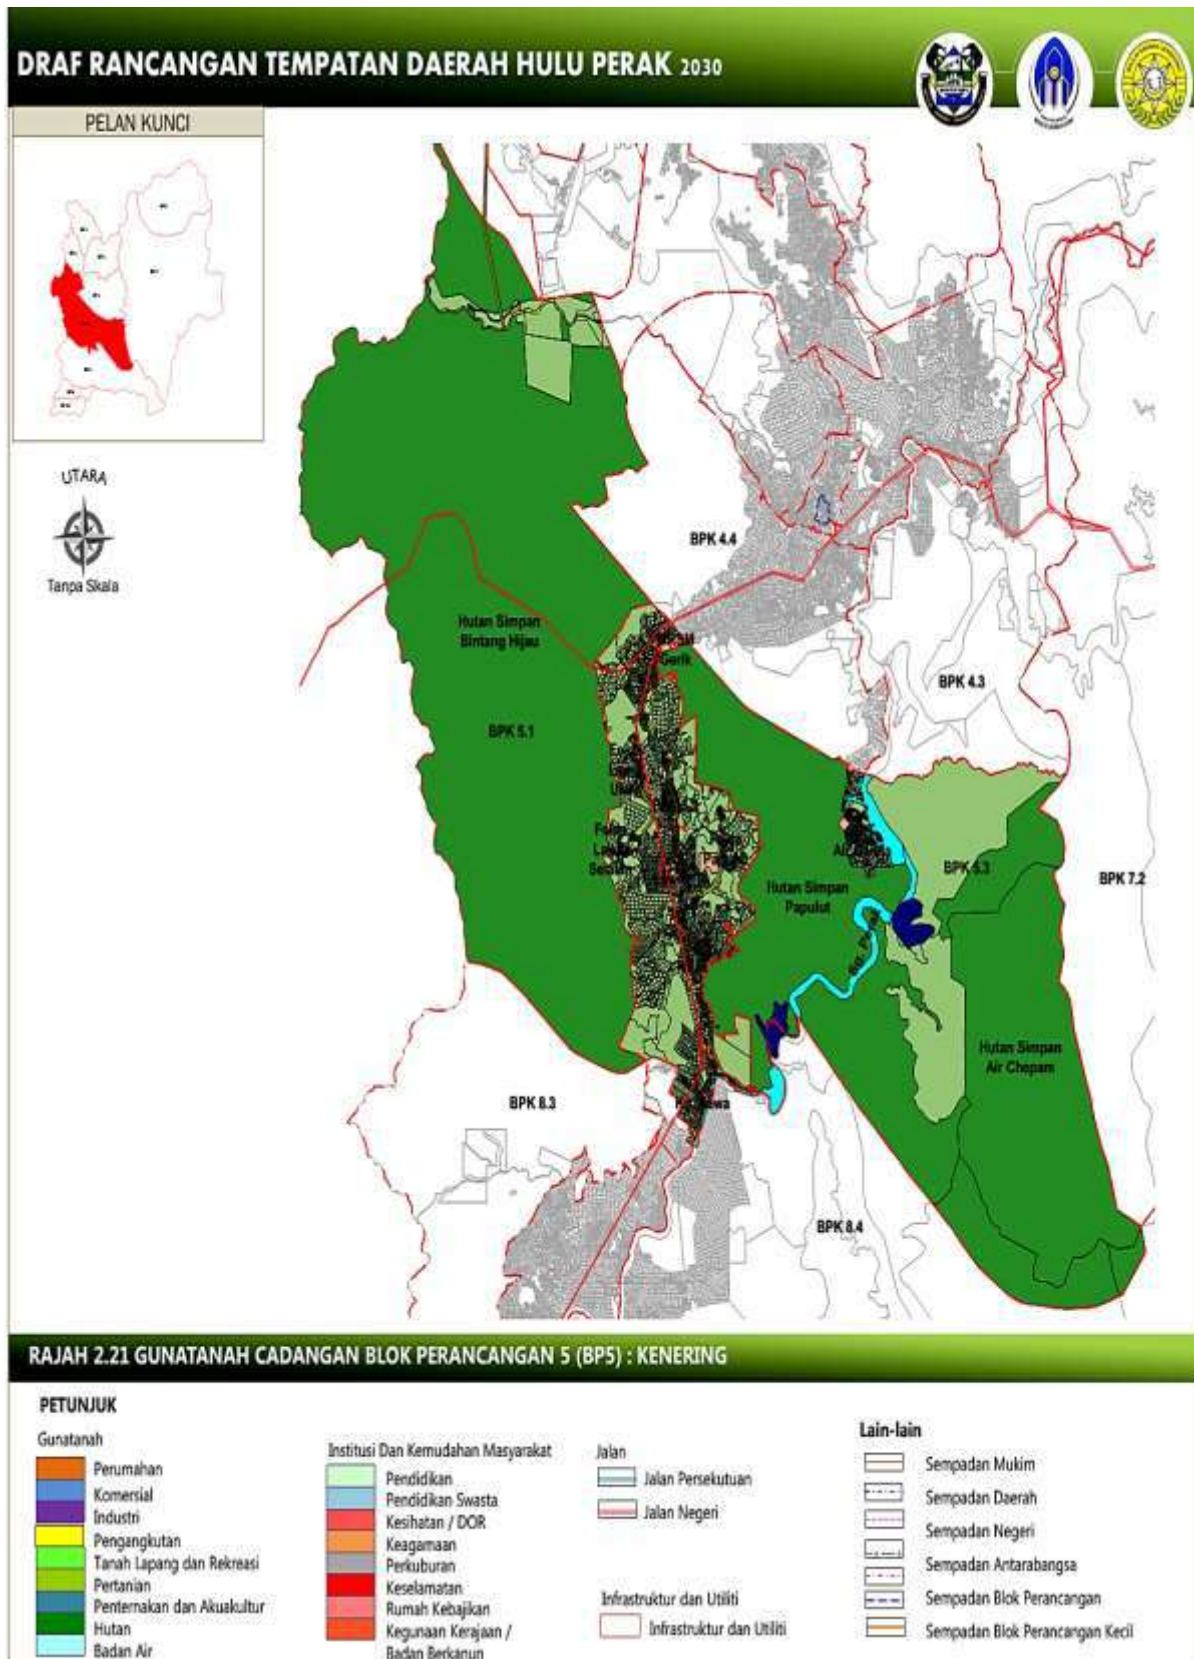 DRAF RANCANGAN TEMPATAN DAERAH HULU PERAK 2030
PELAN KUNCI
UTARA
Tanpa Skala
BPK 4.4
Hutan Simpan
Bintang Hijau
Gerik
BPK 4.3
BPK 5.1
BPK 5.3
BPK 7.2
Hutan Simpan
Papulut
Sg. Perak
Hutan Simpan
Air Chepam
BPK 8.3
BPK 8.4
RAJAH 2.21 GUNATANAH CADANGAN BLOK PERANCANGAN 5 (BP5) : KENERING
PETUNJUK
Gunatanah
Perumahan
Komersial
Industri
Pengangkutan
Tanah Lapang dan Rekreasi
Pertanian
Penternakan dan Akuakultur
Hutan
Badan Air
Institusi Dan Kemudahan Masyarakat
Pendidikan
Pendidikan Swasta
Kesihatan / DOR
Keagamaan
Perkuburan
Keselamatan
Rumah Kebajikan
Kegunaan Kerajaan /
Badan Berkanun
Jalan
Jalan Persekutuan
Jalan Negeri
Infrastruktur dan Utiliti
Infrastruktur dan Utiliti
Lain-lain
Sempadan Mukim
Sempadan Daerah
Sempadan Negeri
Sempadan Antarabangsa
Sempadan Blok Perancangan
Sempadan Blok Perancangan Kecil